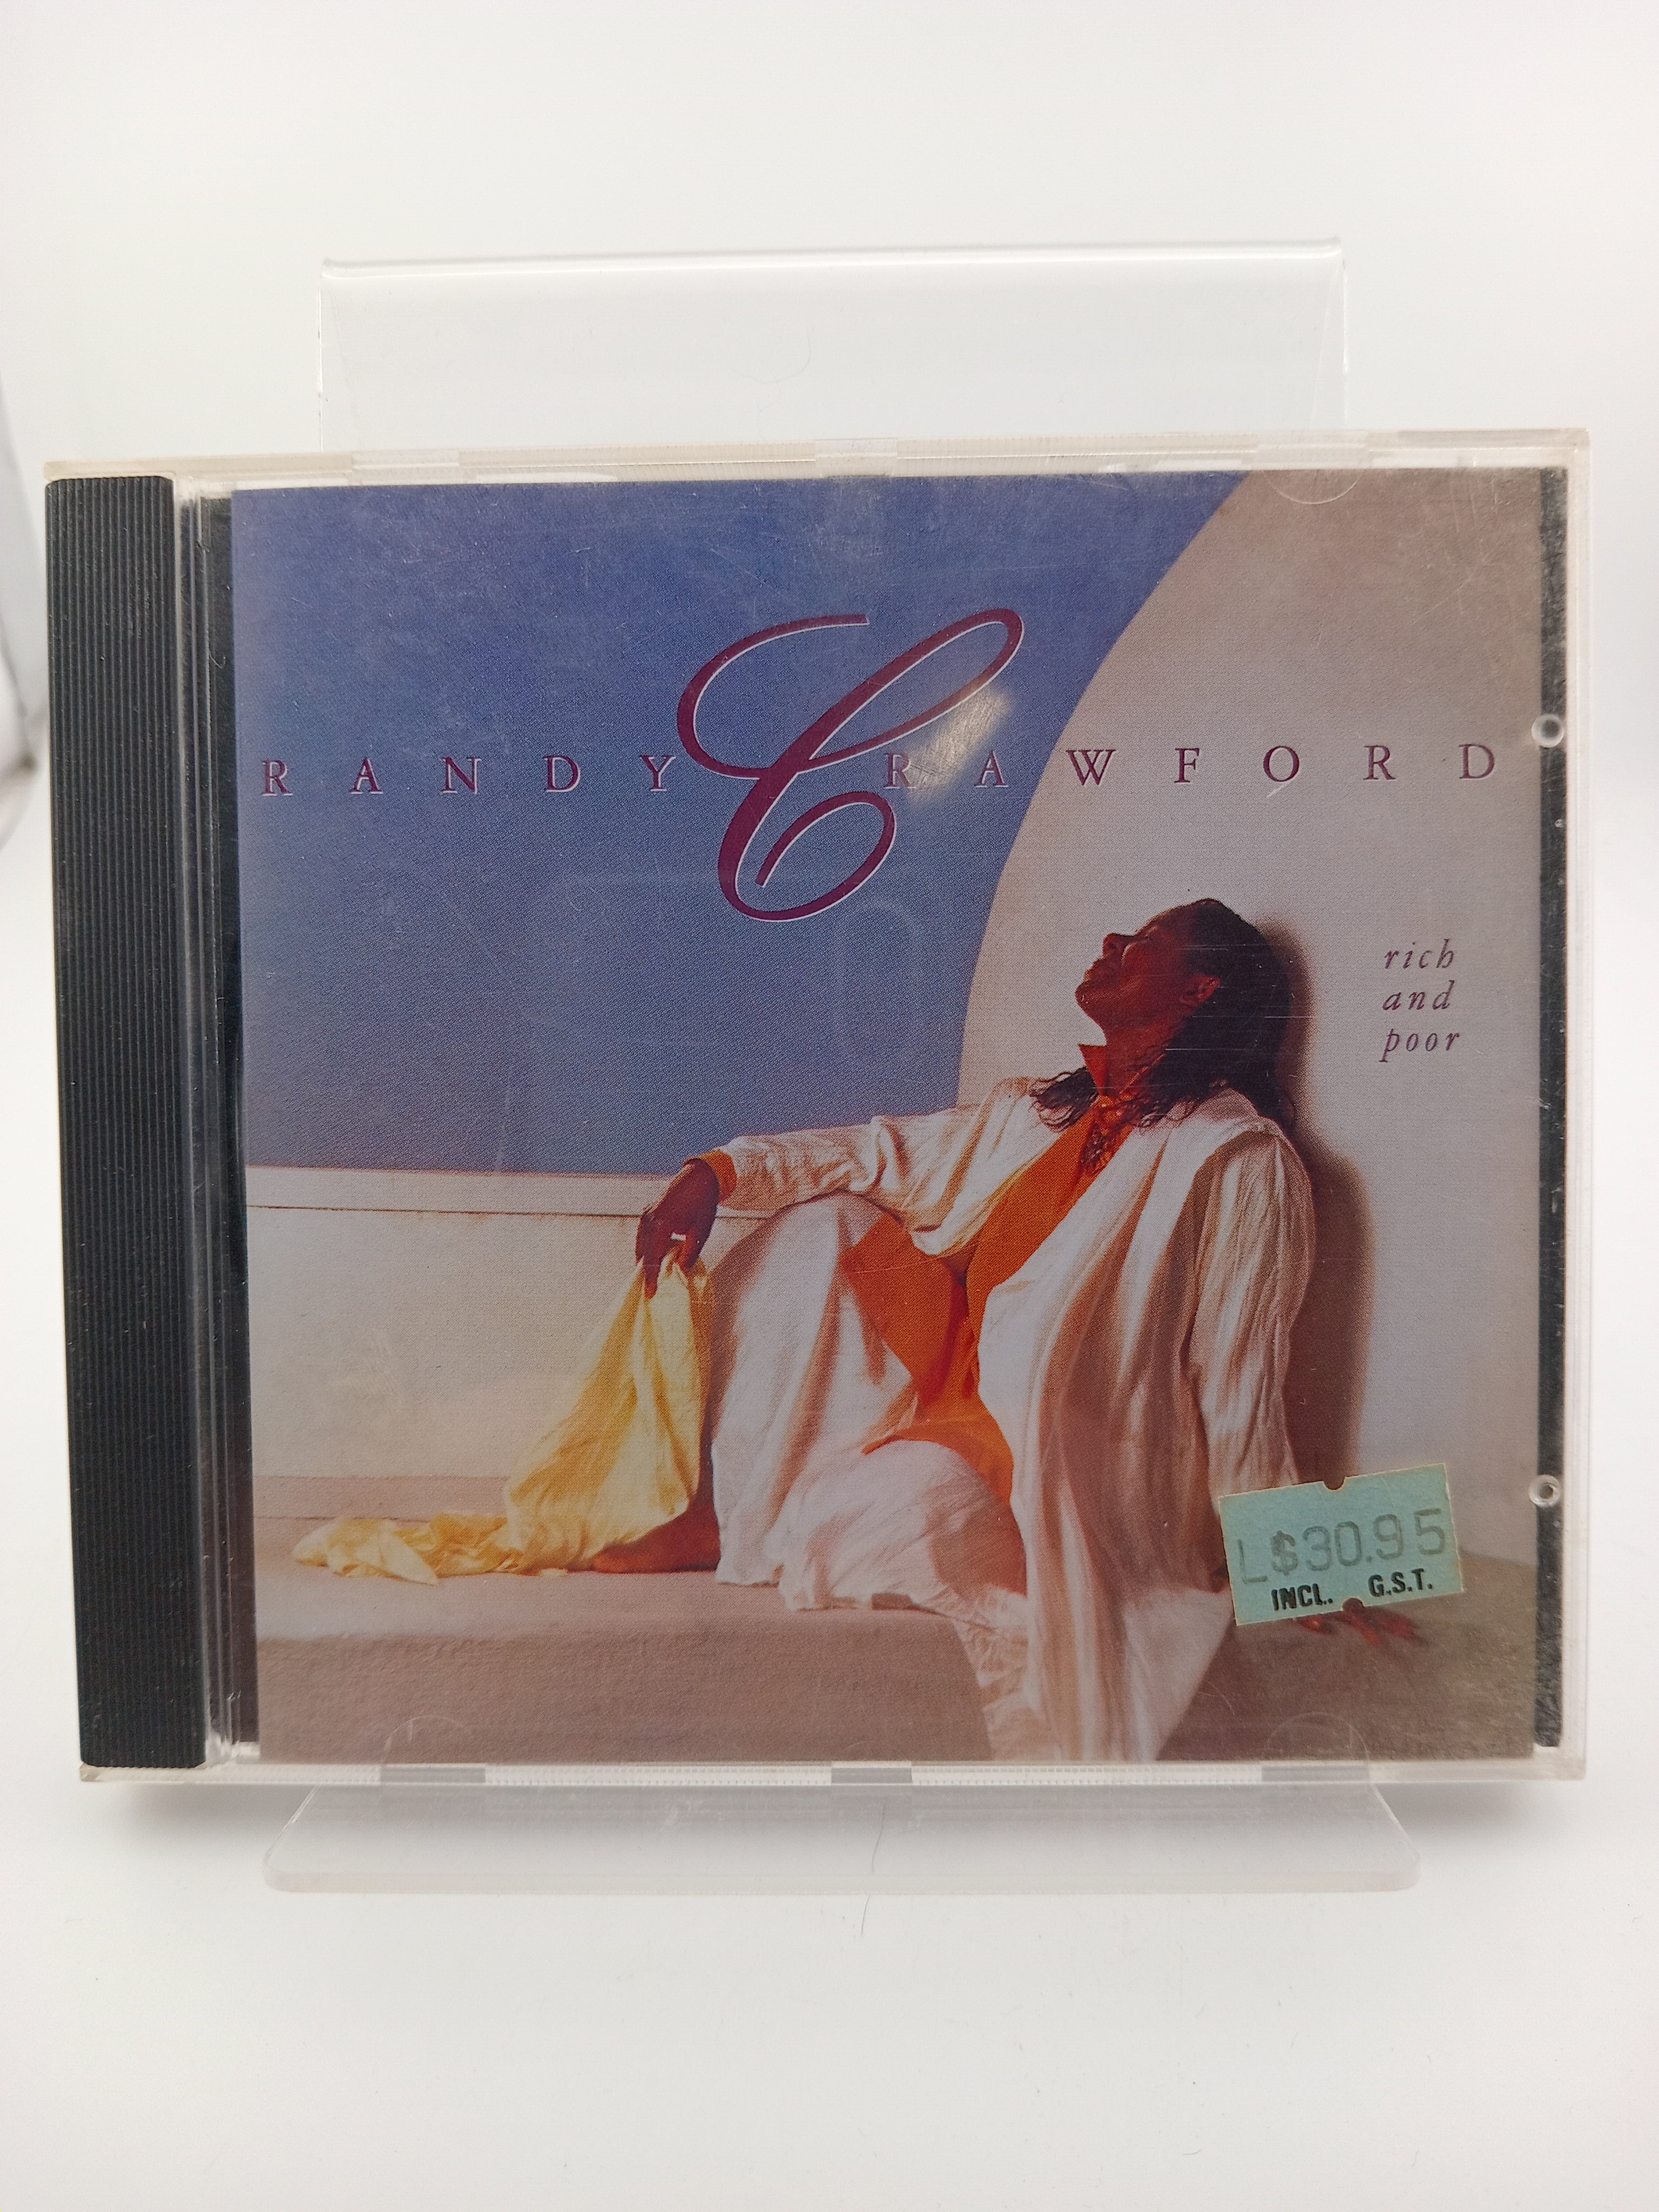 RANDY CRAWFORD
rich
and
poor
L$30.95
INCL. G.S.T.